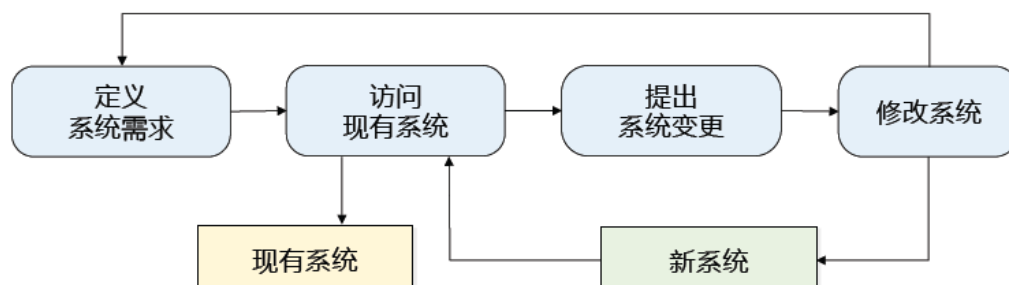 定义
系统需求
访问
现有系统
提出
系统变更
修改系统
现有系统
新系统